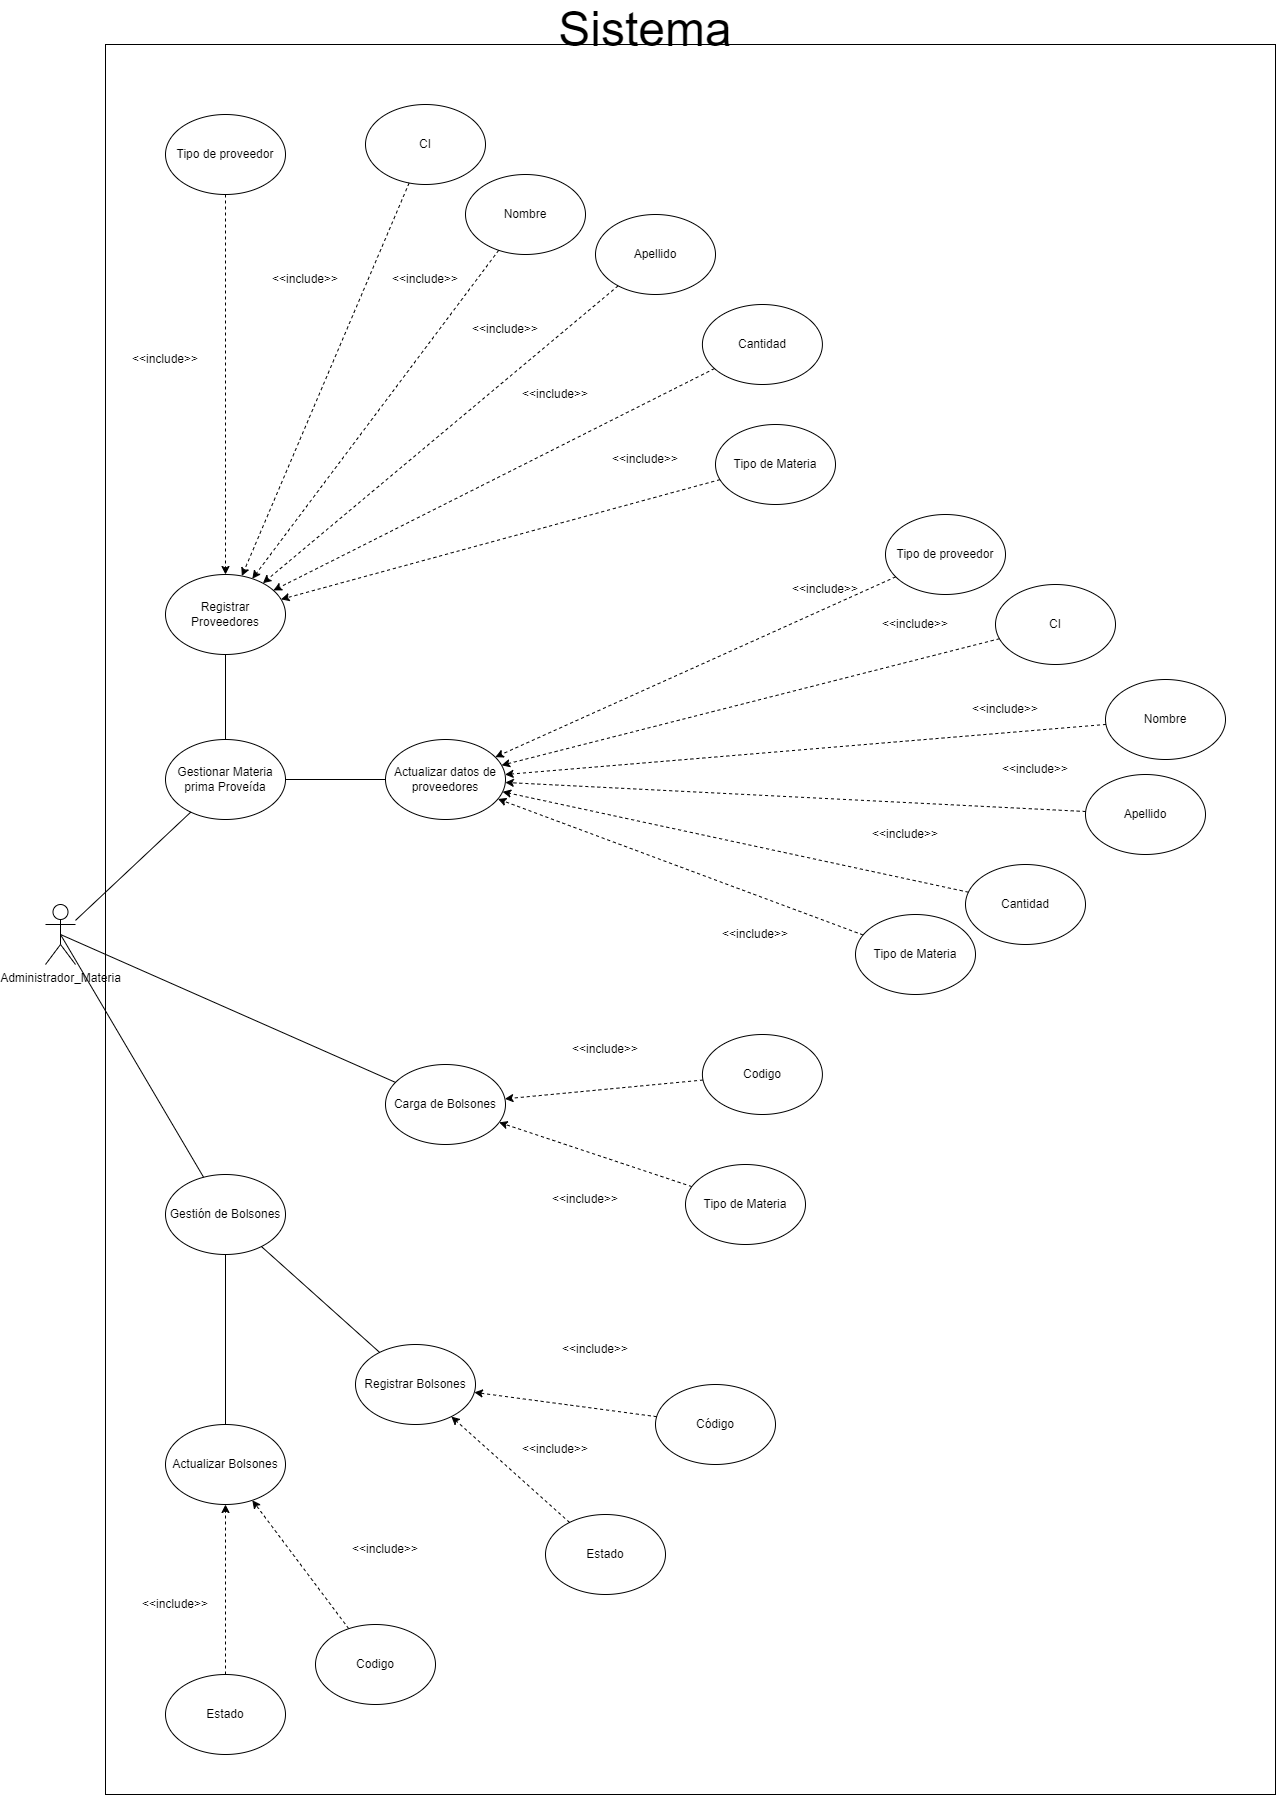 Sistema
Tipo de proveedor
CI
Nombre
Apellido
<<include>>
<<include>>
<<include>>
<<include>>
Cantidad
<<include>>
<<include>>
Tipo de Materia
Registrar
Proveedores
Tipo de proveedor
<<include>>
CI
<<include>>
Nombre
<<include>>
Gestionar Materia
prima Proveída
Actualizar datos de
proveedores
<<include>>
Apellido
<<include>>
Cantidad
<<include>>
Tipo de Materia
Administrador_Materia
<<include>>
Codigo
Carga de Bolsones
<<include>>
Tipo de Materia
Gestión de Bolsones
<<include>>
Registrar Bolsones
Código
<<include>>
Actualizar Bolsones
Estado
<<include>>
<<include>>
Codigo
Estado